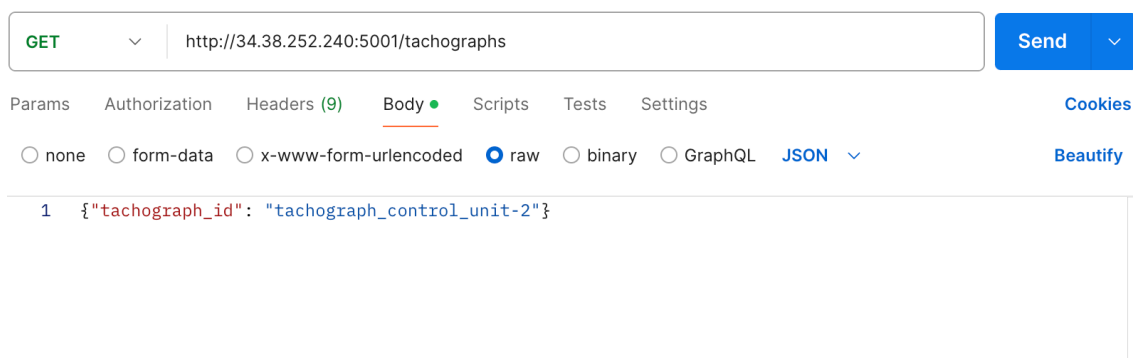 GET http://34.38.252.240:5001/tachographs Send
Params Authorization Headers (9) Body Scripts Tests Settings Cookies
none form-data x-www-form-urlencoded raw binary GraphQL JSON Beautify
1 {"tachograph_id": "tachograph_control_unit-2"}